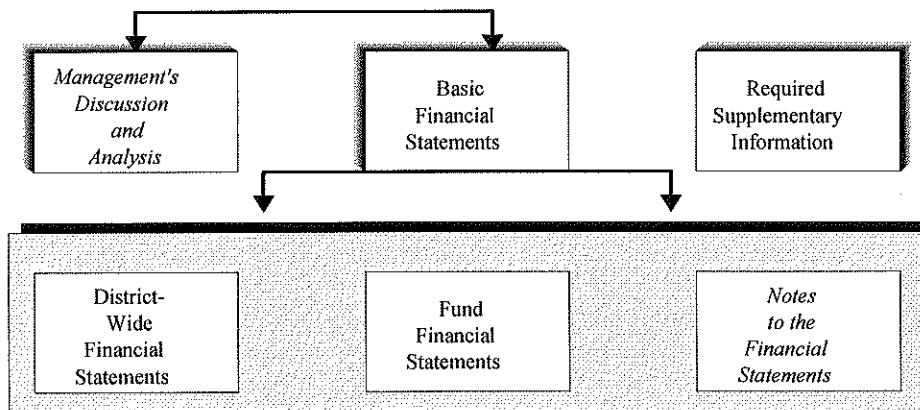 Management's
Discussion
and
Analysis
Basic
Financial
Statements
Required
Supplementary
Information
District-
Wide
Financial
Statements
Fund
Financial
Statements
Notes
to the
Financial
Statements